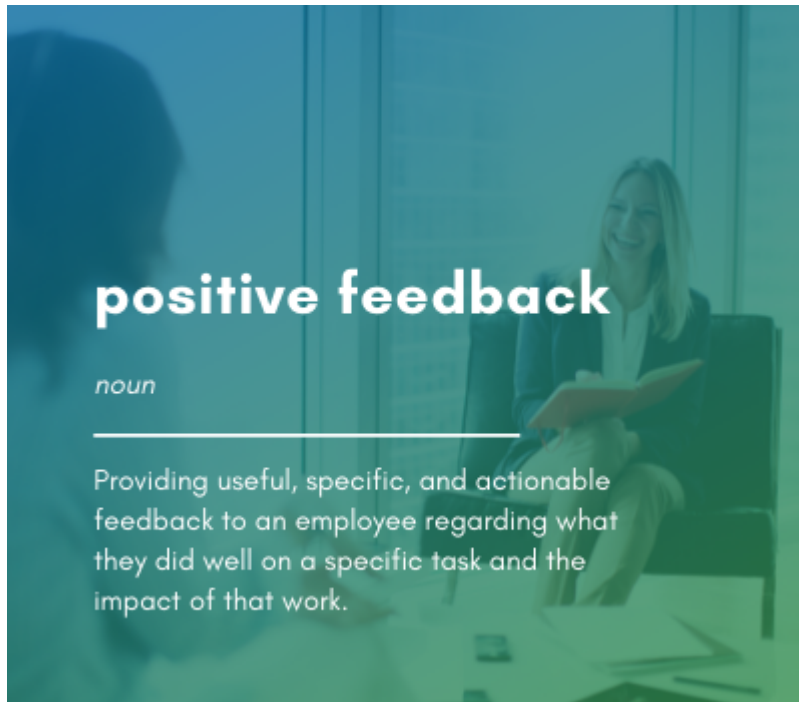 positive feedback
noun
Providing useful, specific, and actionable
feedback to an employee regarding what
they did well on a specific task and the
impact of that work.